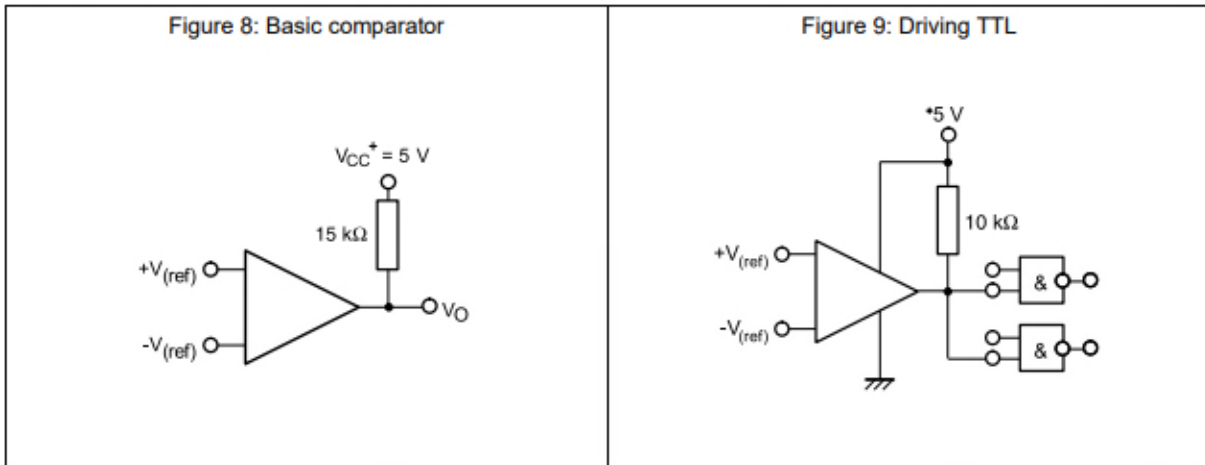 Figure 8: Basic comparator
VCC+ = 5 V
15 kΩ
+V(ref)
-V(ref)
VO
Figure 9: Driving TTL
*5 V
10 kΩ
+V(ref)
-V(ref)
&
&